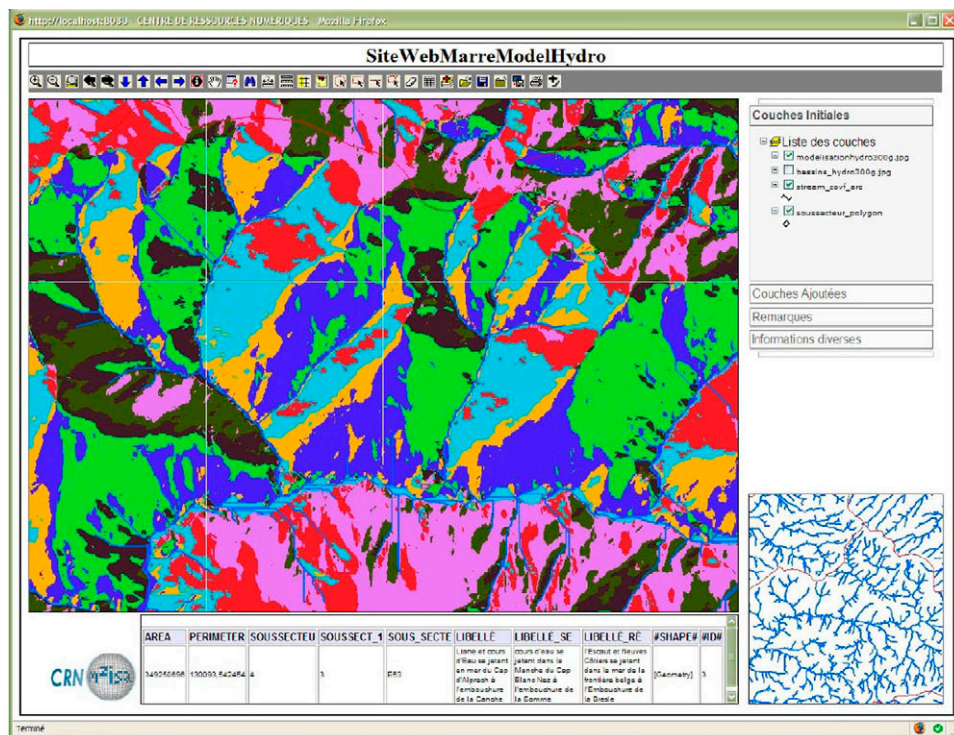 http://localhost:8080 - CENTRE DE RESSOURCES NUMERIQUES - Mozilla Firefox
SiteWebMarreModelHydro
Couches Initiales
Liste des couches
modelisationhydro300g.jpg
bassins_hydro300g.jpg
stream_sovf_arc
soussecteur_polygon
Couches Ajoutées
Remarques
Informations diverses
AREA PERIMETER SOUSSECTEU SOUSSECT_1 SOUS_SECTE LIBELLÉ LIBELLÉ_SE LIBELLÉ_RÉ #SHAPE# #ID#
Liane et cours d'Eau se jetant en mer du Cap d'Alprech à l'embouchure de la Canche
cours d'eau se jetant dans la Manche du Cap Blanc Nez à l'embouchure de la Somme
l'Escaut et fleuves Côtiers se jetant dans la mer de la frontière belge à l'Embouchure de la Bresle
4 3 E53 [Geometry] 3
CRN
Terminé